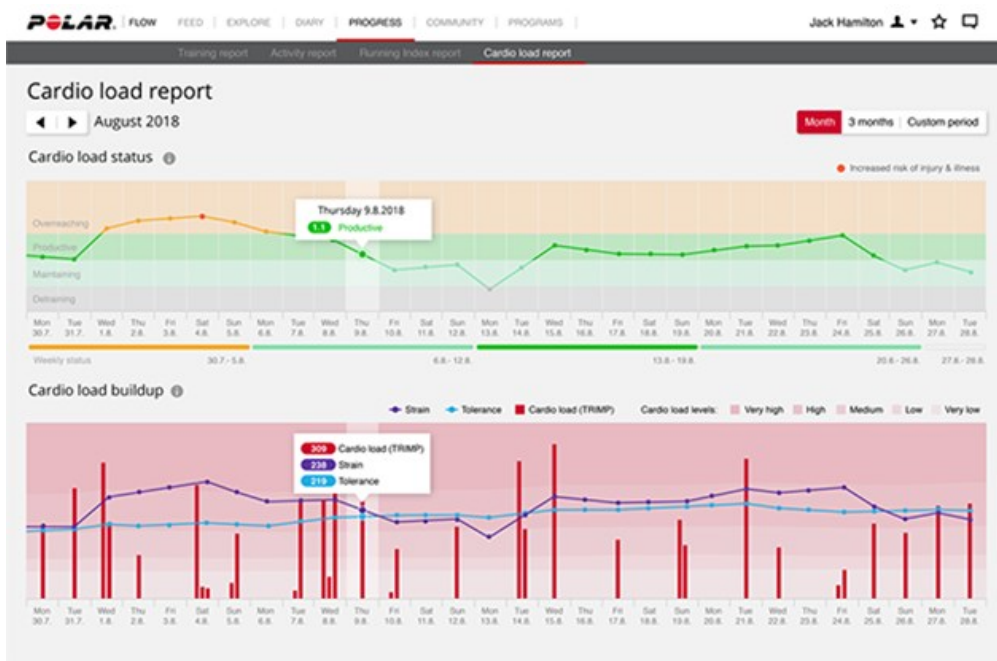 POLAR. FLOW FEED EXPLORE DIARY PROGRESS COMMUNITY PROGRAMS Jack Hamilton
Training report Activity report Running Index report Cardio load report
Cardio load report
August 2018 Month 3 months Custom period
Cardio load status
Increased risk of injury & illness
Thursday 9.8.2018
1.1 Productive
Overreaching
Productive
Maintaining
Detraining
Mon Tue Wed Thu Fri Sat Sun Mon Tue Wed Thu Fri Sat Sun Mon Tue Wed Thu Fri Sat Sun Mon Tue Wed Thu Fri Sat Sun Mon Tue
30.7. 31.7. 1.8. 2.8. 3.8. 4.8. 5.8. 6.8. 7.8. 8.8. 9.8. 10.8. 11.8. 12.8. 13.8. 14.8. 15.8. 16.8. 17.8. 18.8. 19.8. 20.8. 21.8. 22.8. 23.8. 24.8. 25.8. 26.8. 27.8. 28.8.
Weekly status 30.7.- 5.8. 6.8.- 12.8. 13.8.- 19.8. 20.8.- 26.8. 27.8.- 28.8.
Cardio load buildup
Strain Tolerance Cardio load (TRIMP) Cardio load levels: Very high High Medium Low Very low
309 Cardio load (TRIMP)
238 Strain
219 Tolerance
Mon Tue Wed Thu Fri Sat Sun Mon Tue Wed Thu Fri Sat Sun Mon Tue Wed Thu Fri Sat Sun Mon Tue Wed Thu Fri Sat Sun Mon Tue
30.7. 31.7. 1.8. 2.8. 3.8. 4.8. 5.8. 6.8. 7.8. 8.8. 9.8. 10.8. 11.8. 12.8. 13.8. 14.8. 15.8. 16.8. 17.8. 18.8. 19.8. 20.8. 21.8. 22.8. 23.8. 24.8. 25.8. 26.8. 27.8. 28.8.